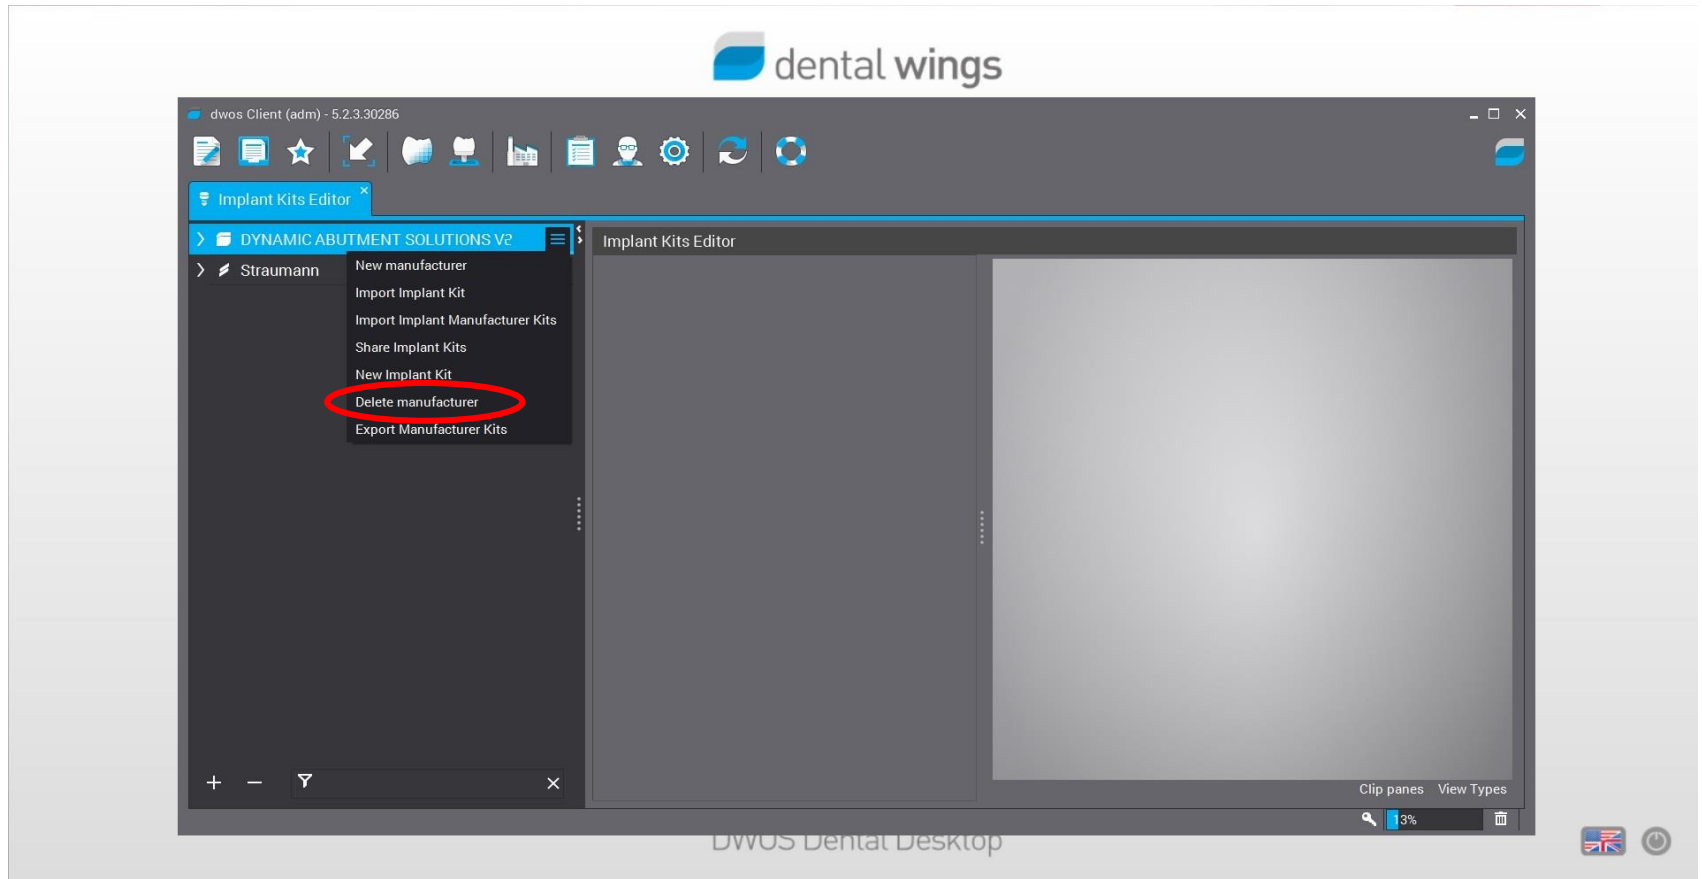 dental wings
dwos Client (adm) - 5.2.3.30286
Implant Kits Editor
DYNAMIC ABUTMENT SOLUTIONS V2
Implant Kits Editor
Straumann
New manufacturer
Import Implant Kit
Import Implant Manufacturer Kits
Share Implant Kits
New Implant Kit
Delete manufacturer
Export Manufacturer Kits
Clip panes View Types
13%
DWOS Dental Desktop